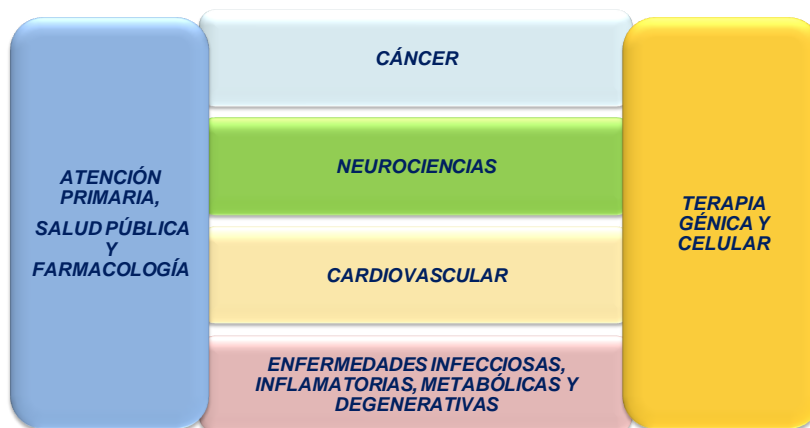 CÁNCER
NEUROCIENCIAS
ATENCIÓN
PRIMARIA,
SALUD PÚBLICA
Y
FARMACOLOGÍA
CARDIOVASCULAR
ENFERMEDADES INFECCIOSAS,
INFLAMATORIAS, METABÓLICAS Y
DEGENERATIVAS
TERAPIA
GÉNICA Y
CELULAR